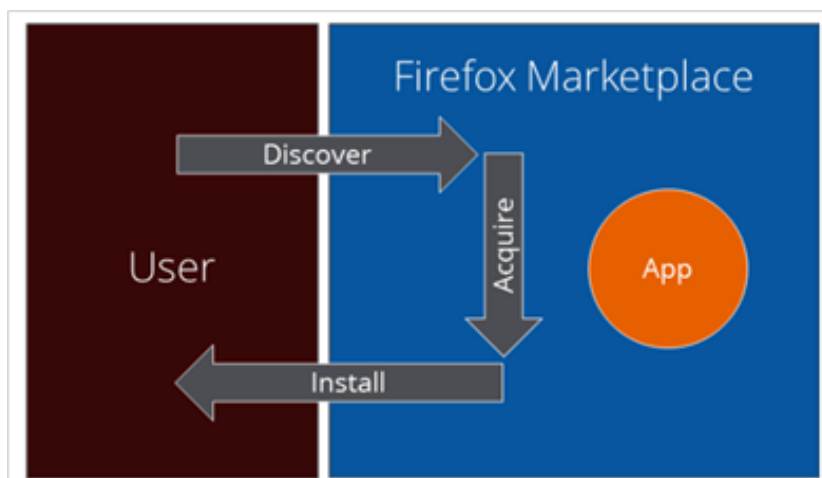 Firefox Marketplace
Discover
Acquire
User
App
Install